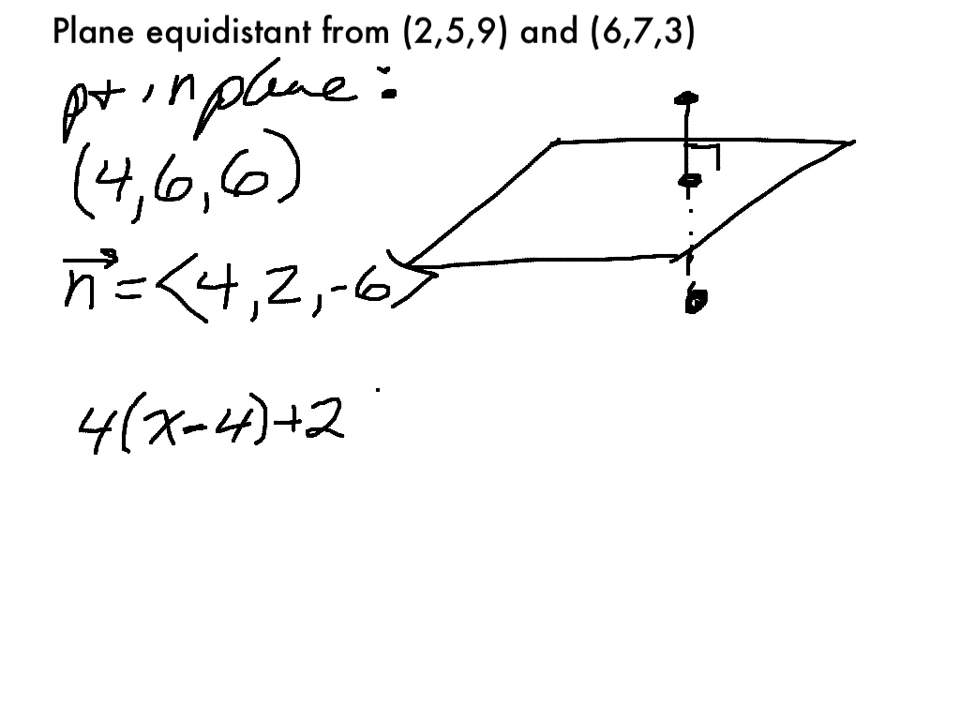 Plane equidistant from (2,5,9) and (6,7,3)
pt in plane:
(4,6,6)
n=<4,2,-6>
4(x-4)+2